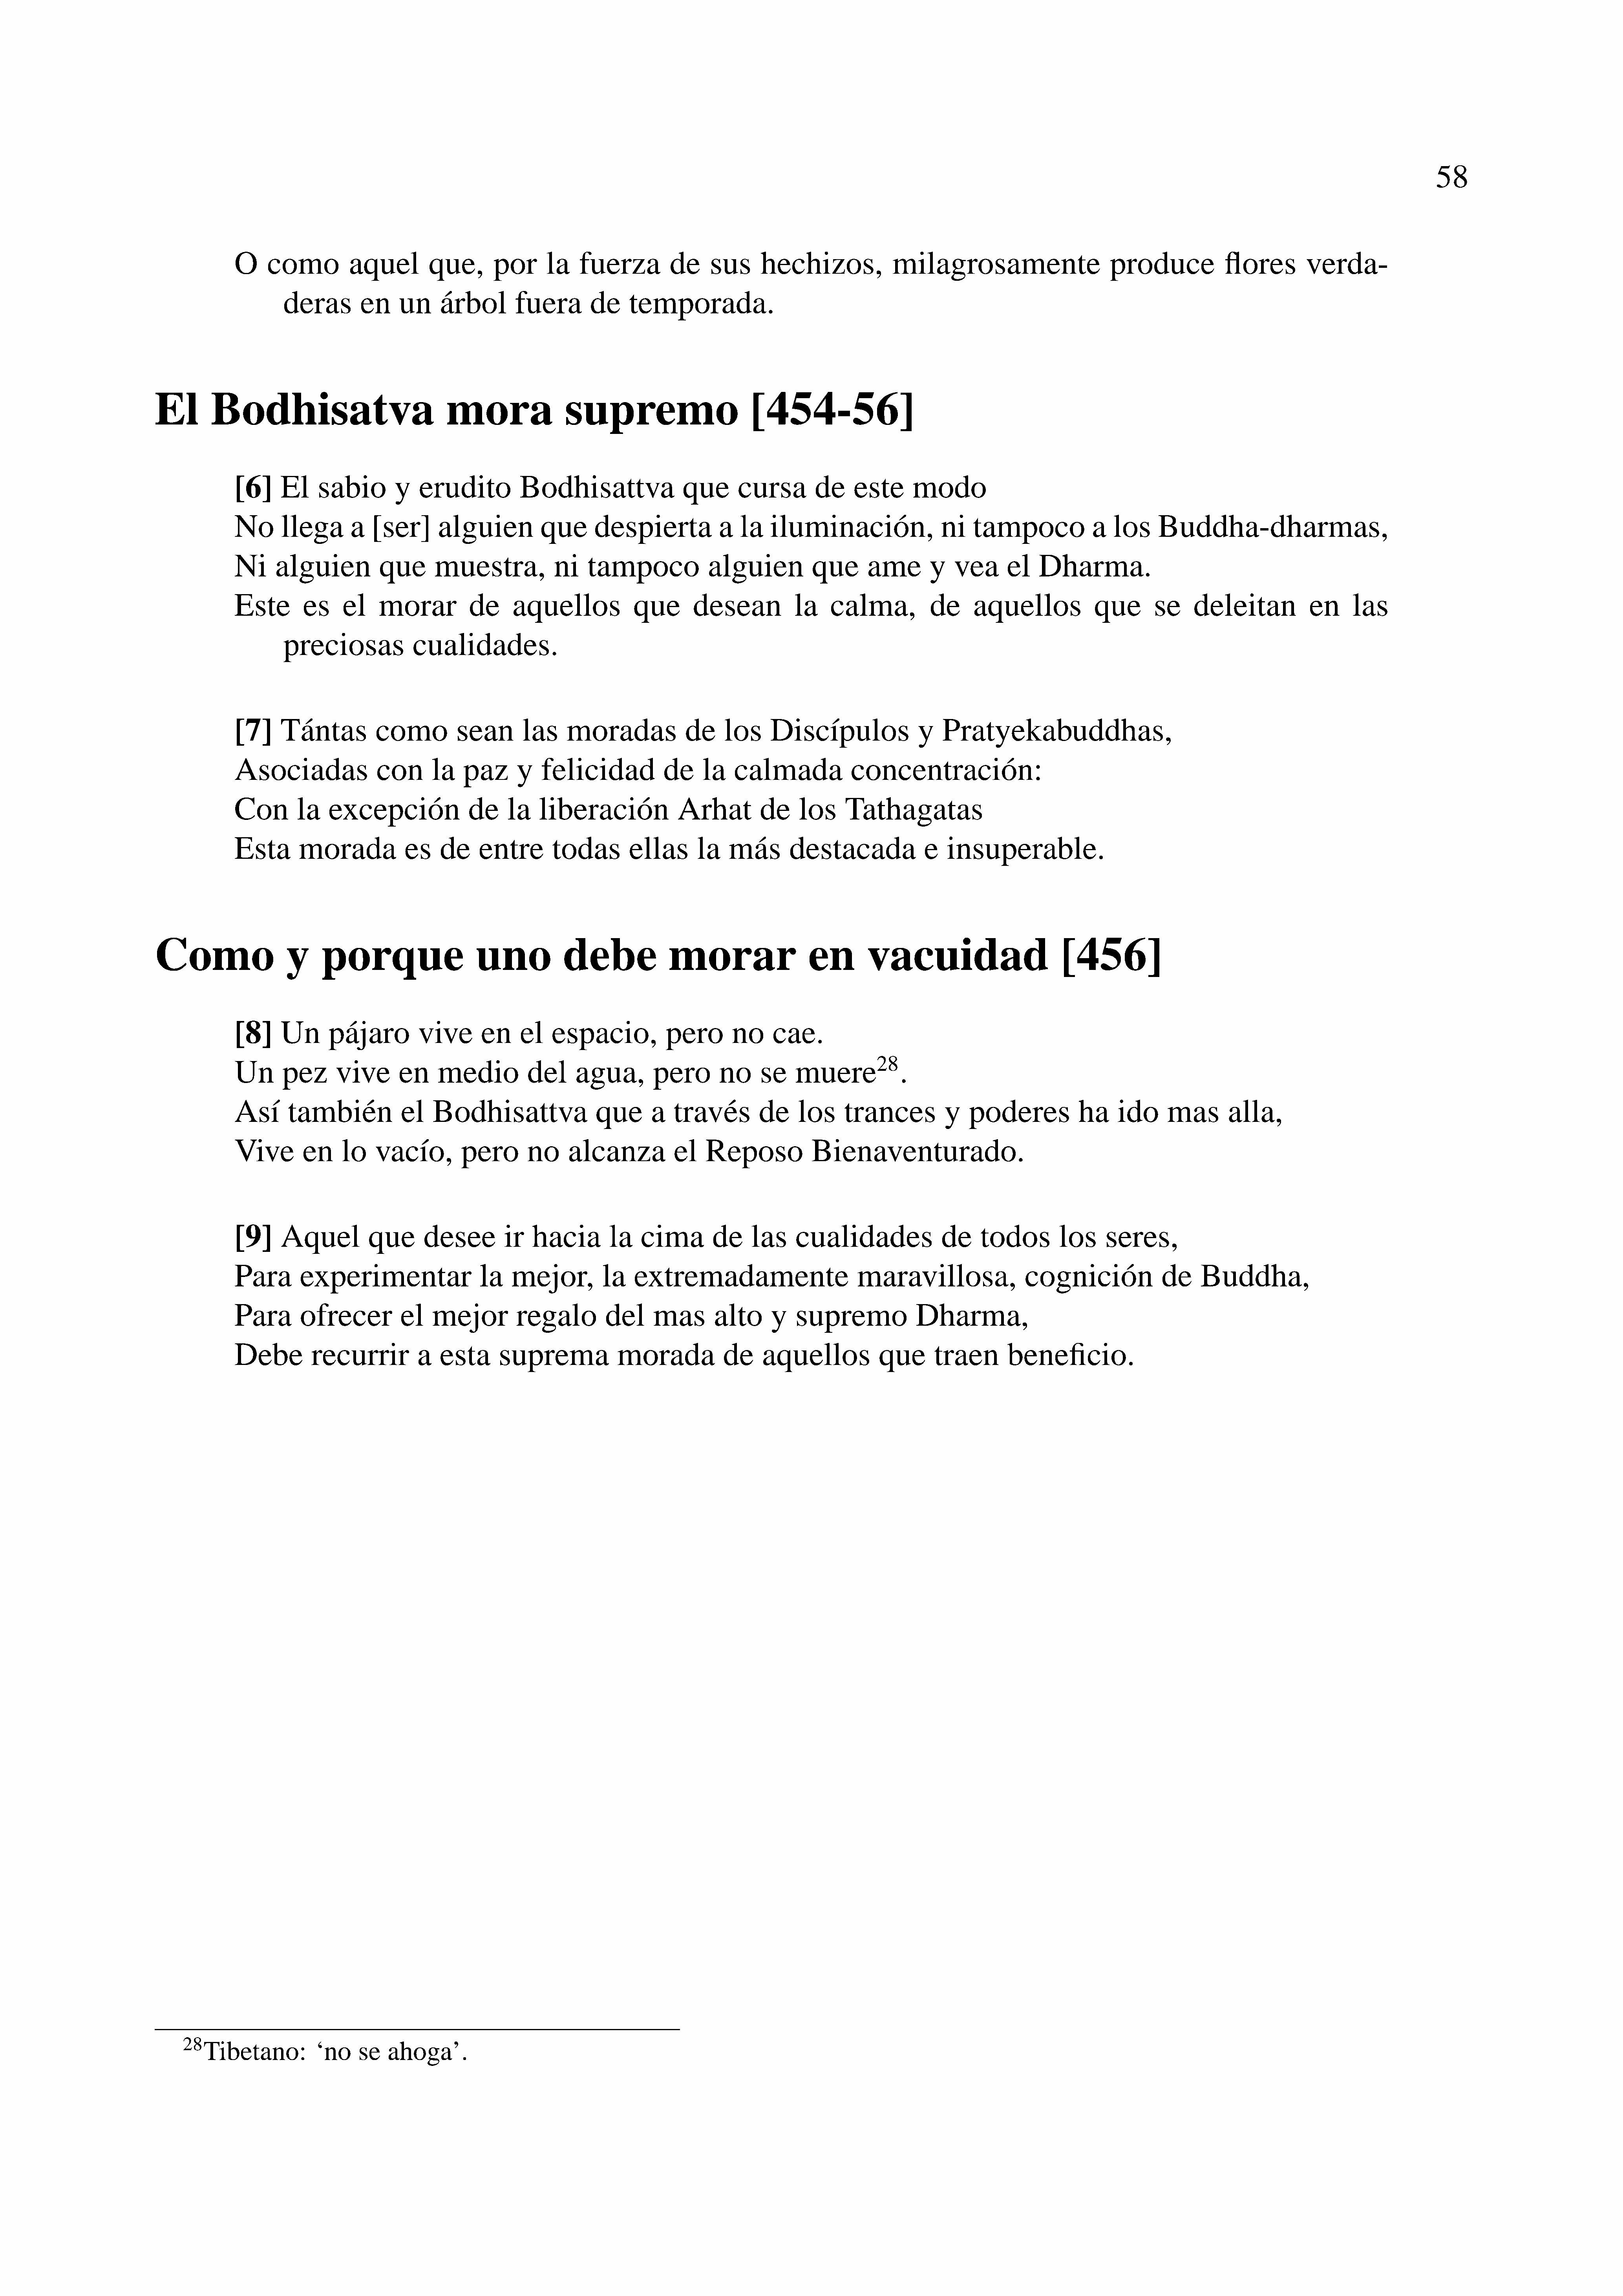 58
O como aquel que, por la fuerza de sus hechizos, milagrosamente produce flores verda-
deras en un árbol fuera de temporada.
El Bodhisatva mora supremo [454-56]
[6] El sabio y erudito Bodhisattva que cursa de este modo
No llega a [ser] alguien que despierta a la iluminación, ni tampoco a los Buddha-dharmas,
Ni alguien que muestra, ni tampoco alguien que ame y vea el Dharma.
Este es el morar de aquellos que desean la calma, de aquellos que se deleitan en las
preciosas cualidades.
[7] Tántas como sean las moradas de los Discípulos y Pratyekabuddhas,
Asociadas con la paz y felicidad de la calmada concentración:
Con la excepción de la liberación Arhat de los Tathagatas
Esta morada es de entre todas ellas la más destacada e insuperable.
Como y porque uno debe morar en vacuidad [456]
[8] Un pájaro vive en el espacio, pero no cae.
Un pez vive en medio del agua, pero no se muere28.
Así también el Bodhisattva que a través de los trances y poderes ha ido mas alla,
Vive en lo vacío, pero no alcanza el Reposo Bienaventurado.
[9] Aquel que desee ir hacia la cima de las cualidades de todos los seres,
Para experimentar la mejor, la extremadamente maravillosa, cognición de Buddha,
Para ofrecer el mejor regalo del mas alto y supremo Dharma,
Debe recurrir a esta suprema morada de aquellos que traen beneficio.
28Tibetano: ‘no se ahoga’.